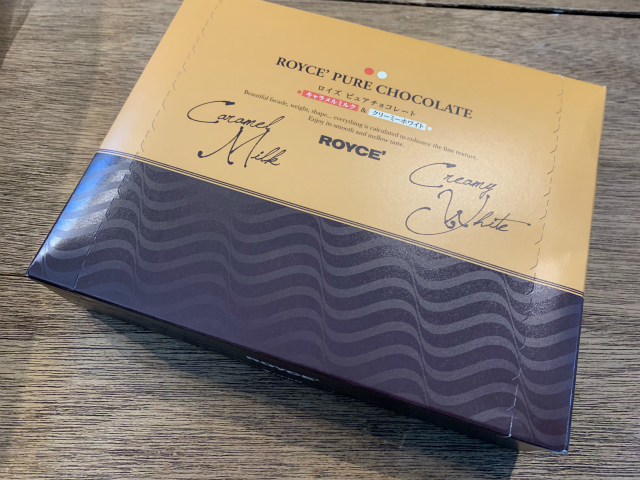 ROYCE' PURE CHOCOLATE
ロイズ ピュアチョコレート
キャラメルミルク & クリーミーホワイト
Beautiful facade, weight, shape... everything is calculated to enhance the fine texture.
Enjoy its smooth and mellow taste.
ROYCE'
Caramel
Milk
Creamy
White
ROYCE'